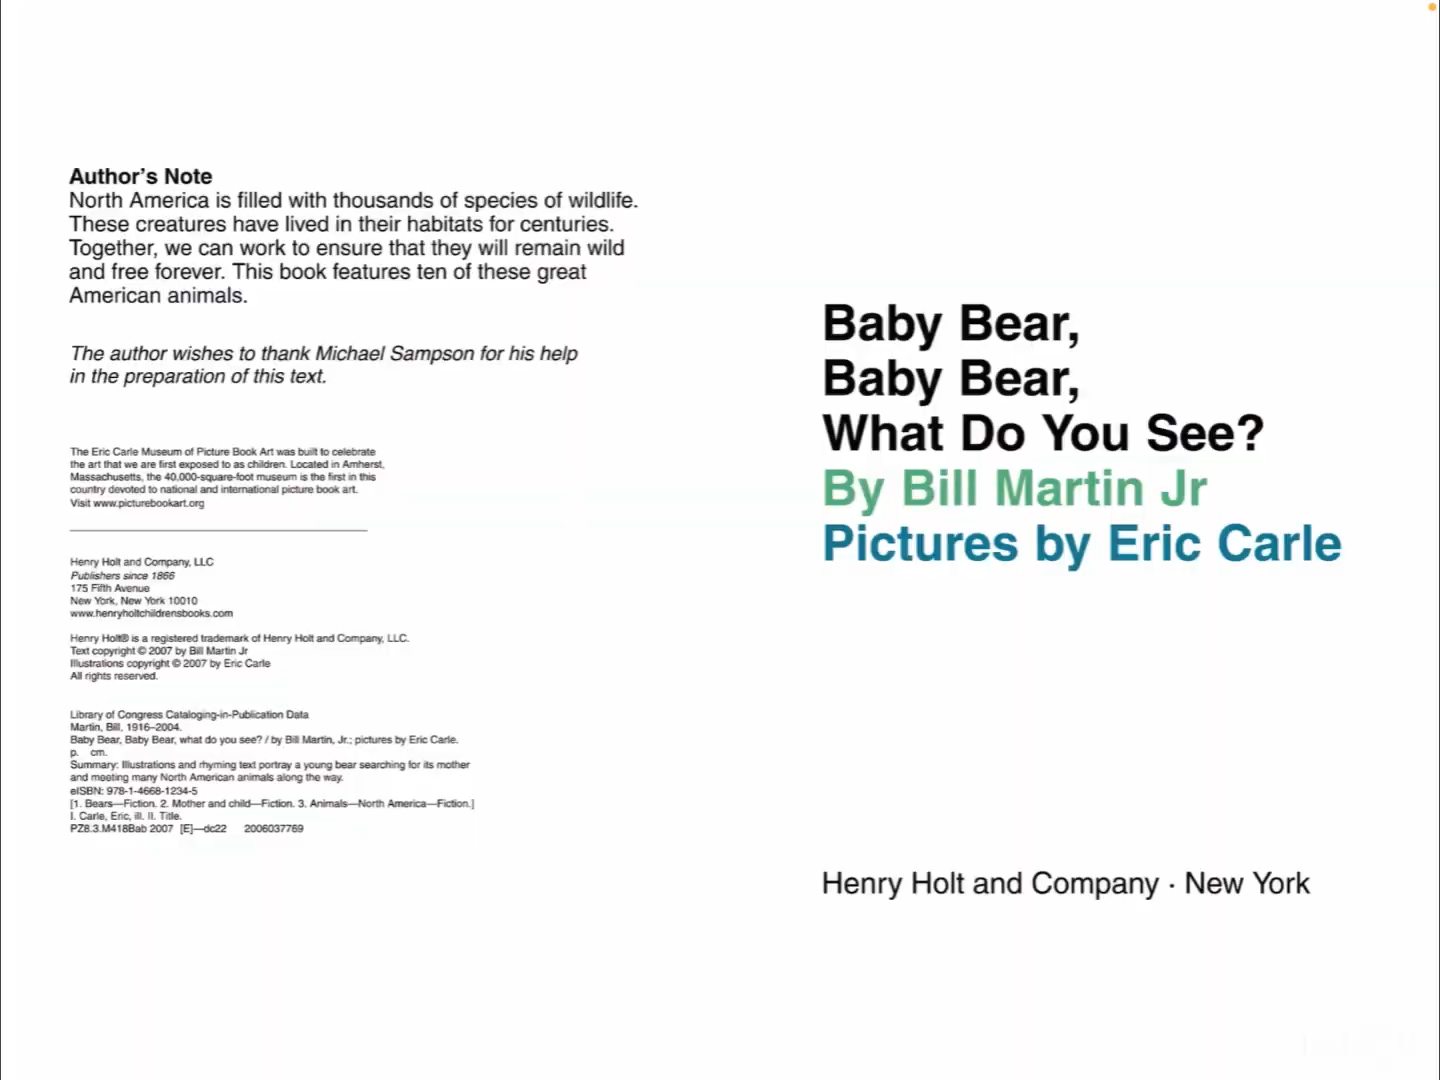 Author's Note
North America is filled with thousands of species of wildlife.
These creatures have lived in their habitats for centuries.
Together, we can work to ensure that they will remain wild
and free forever. This book features ten of these great
American animals.
The author wishes to thank Michael Sampson for his help
in the preparation of this text.
The Eric Carle Museum of Picture Book Art was built to celebrate
the art that we are first exposed to as children. Located in Amherst,
Massachusetts, the 40,000-square-foot museum is the first in this
country devoted to national and international picture book art.
Visit www.picturebookart.org
Henry Holt and Company, LLC
Publishers since 1866
175 Fifth Avenue
New York, New York 10010
www.henryholtchildrensbooks.com
Henry Holt® is a registered trademark of Henry Holt and Company, LLC.
Text copyright © 2007 by Bill Martin Jr
Illustrations copyright © 2007 by Eric Carle
All rights reserved.
Library of Congress Cataloging-in-Publication Data
Martin, Bill, 1916–2004.
Baby Bear, Baby Bear, what do you see? / by Bill Martin, Jr.; pictures by Eric Carle.
p. cm.
Summary: Illustrations and rhyming text portray a young bear searching for its mother
and meeting many North American animals along the way.
eISBN: 978-1-4668-1234-5
[1. Bears—Fiction. 2. Mother and child—Fiction. 3. Animals—North America—Fiction.]
I. Carle, Eric, ill. II. Title.
PZ8.3.M418Bab 2007 [E]—dc22 2006037769
Baby Bear,
Baby Bear,
What Do You See?
By Bill Martin Jr
Pictures by Eric Carle
Henry Holt and Company · New York